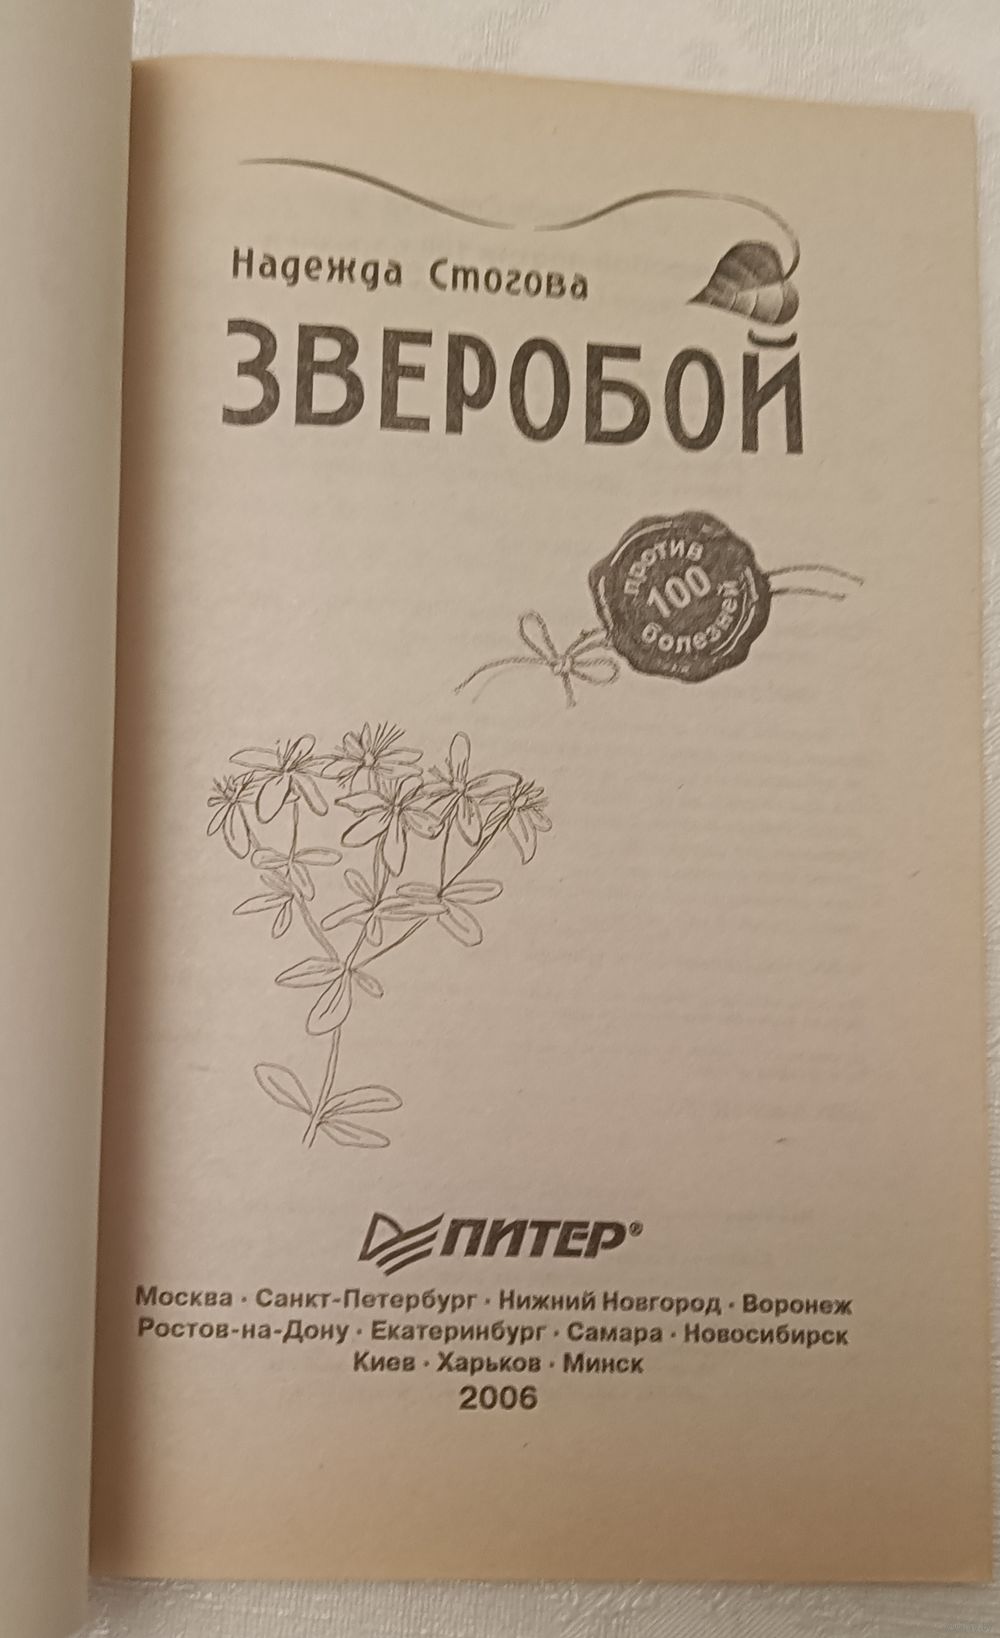 Надежда Стогова
ЗВЕРОБОЙ
против
100
болезней
ПИТЕР®
Москва · Санкт-Петербург · Нижний Новгород · Воронеж
Ростов-на-Дону · Екатеринбург · Самара · Новосибирск
Киев · Харьков · Минск
2006